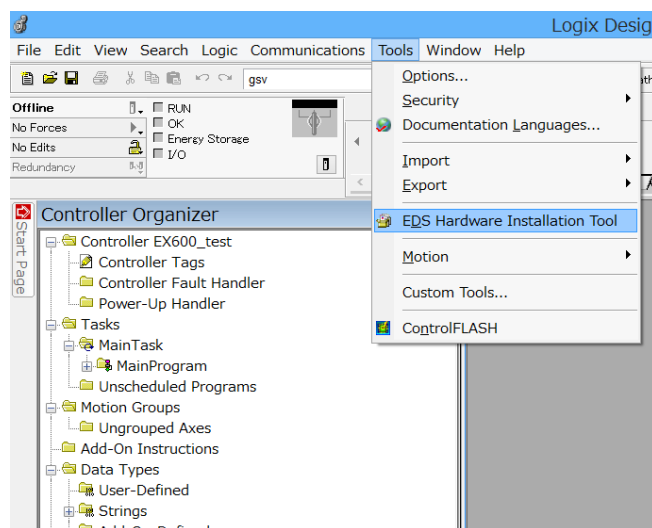 Logix Desig
File Edit View Search Logic Communications Tools Window Help
gsv
Offline
RUN
No Forces
OK
Energy Storage
No Edits
I/O
Redundancy
Options...
Security
Documentation Languages...
Import
Export
EDS Hardware Installation Tool
Motion
Custom Tools...
ControlFLASH
Start Page
Controller Organizer
Controller EX600_test
Controller Tags
Controller Fault Handler
Power-Up Handler
Tasks
MainTask
MainProgram
Unscheduled Programs
Motion Groups
Ungrouped Axes
Add-On Instructions
Data Types
User-Defined
Strings